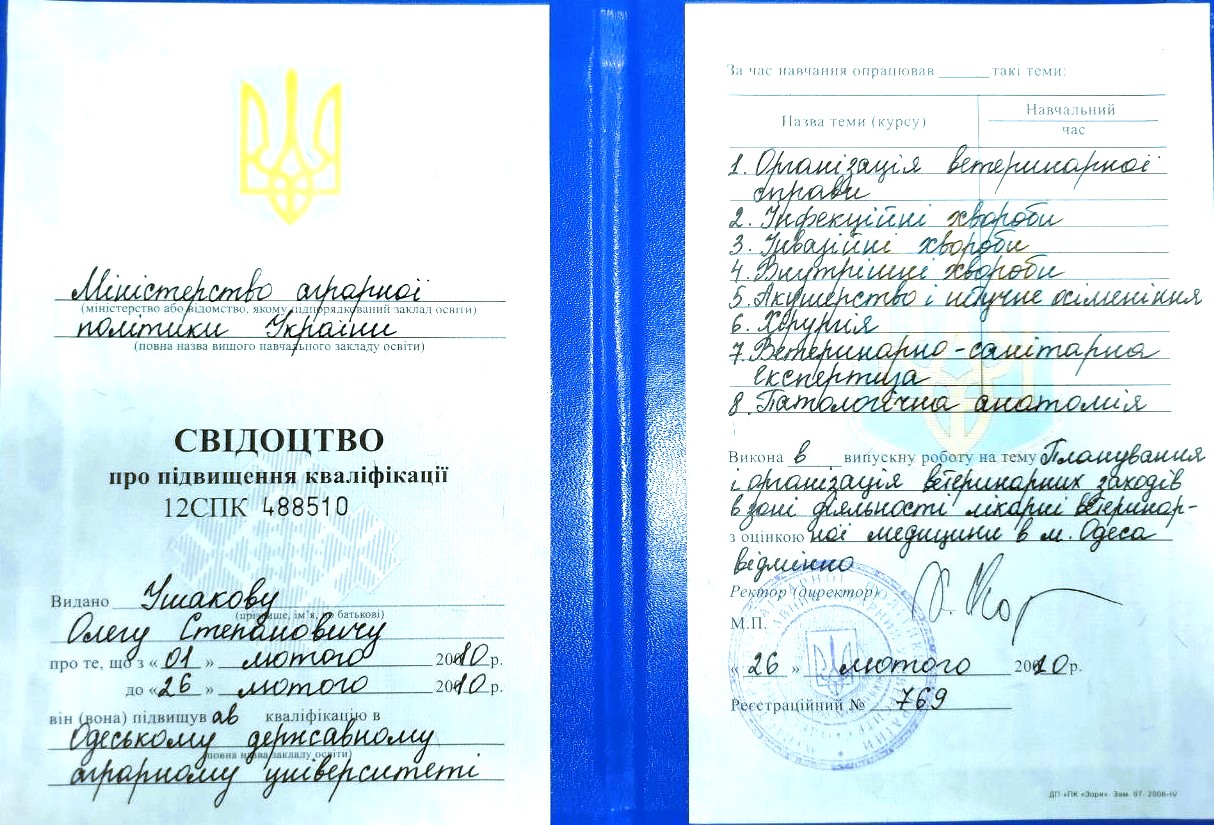 Міністерство аграрної
(міністерство або відомство, якому підпорядкований заклад освіти)
політики України
(повна назва вищого навчального закладу освіти)
СВІДОЦТВО
про підвищення кваліфікації
12СПК 488510
Видано Ушакову
(прізвище, ім'я, по батькові)
Олегу Степановичу
про те, що з «01» лютого 2010 р.
до «26» лютого 2010 р.
він (вона) підвищував кваліфікацію в
Одеському державному
(повна назва закладу освіти)
аграрному університеті
За час навчання опрацював такі теми:
Назва теми (курсу)
Навчальний
час
1. Організація ветеринарної
справи
2. Інфекційні хвороби
3. Інвазійні хвороби
4. Внутрішні хвороби
5. Акушерство і штучне осіменіння
6. Хірургія
7. Ветеринарно-санітарна
експертиза
8. Патологічна анатомія
Викона в випускну роботу на тему Планування
і організація ветеринарних заходів
в зоні діяльності лікарні ветеринар-
з оцінкою ної медицини в м. Одеса
відмінно
Ректор (директор)
М.П.
«26» лютого 2010 р.
Реєстраційний № 769
ДП «ПК «Зоря». Зам. 97. 2006-IV